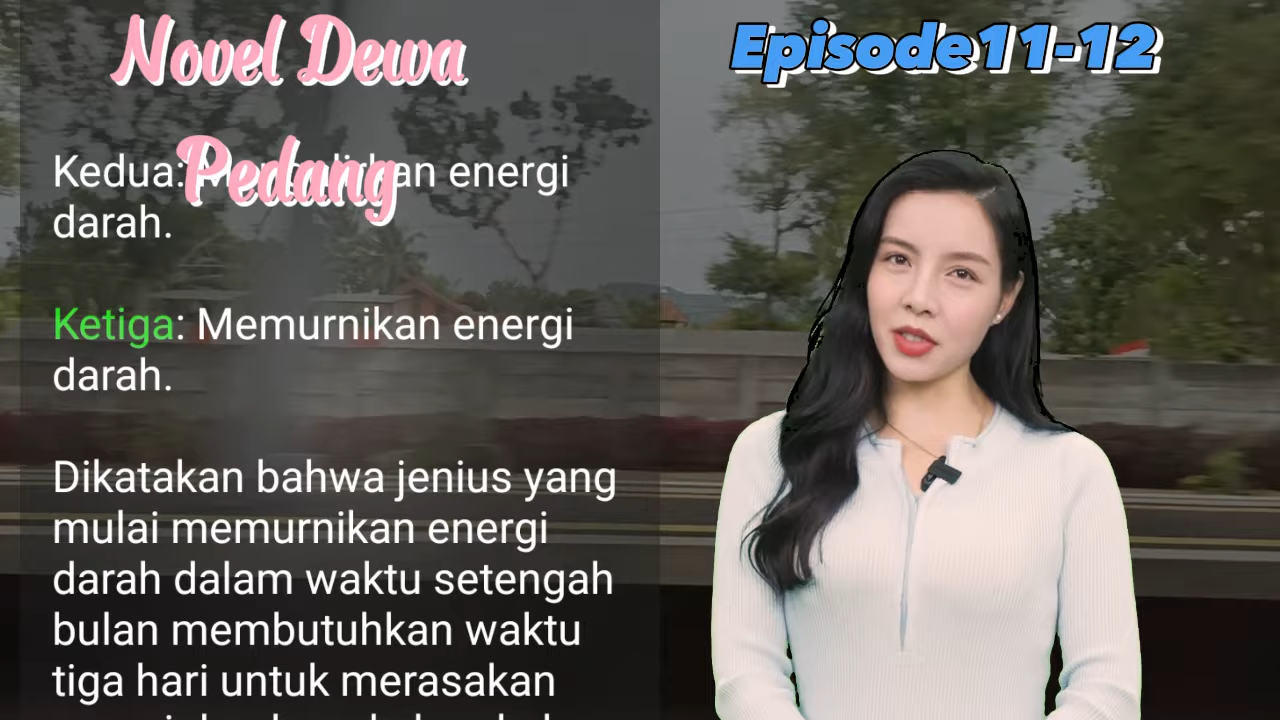 Novel Dewa
Pedang
Episode11-12
Kedua: an energi
darah.
Ketiga: Memurnikan energi
darah.
Dikatakan bahwa jenius yang
mulai memurnikan energi
darah dalam waktu setengah
bulan membutuhkan waktu
tiga hari untuk merasakan